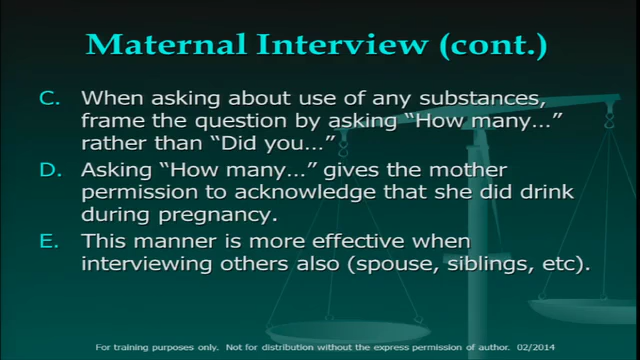 Maternal Interview (cont.)
C. When asking about use of any substances,
frame the question by asking “How many...”
rather than “Did you...”
D. Asking “How many...” gives the mother
permission to acknowledge that she did drink
during pregnancy.
E. This manner is more effective when
interviewing others also (spouse, siblings, etc).
For training purposes only. Not for distribution without the express permission of author. 02/2014